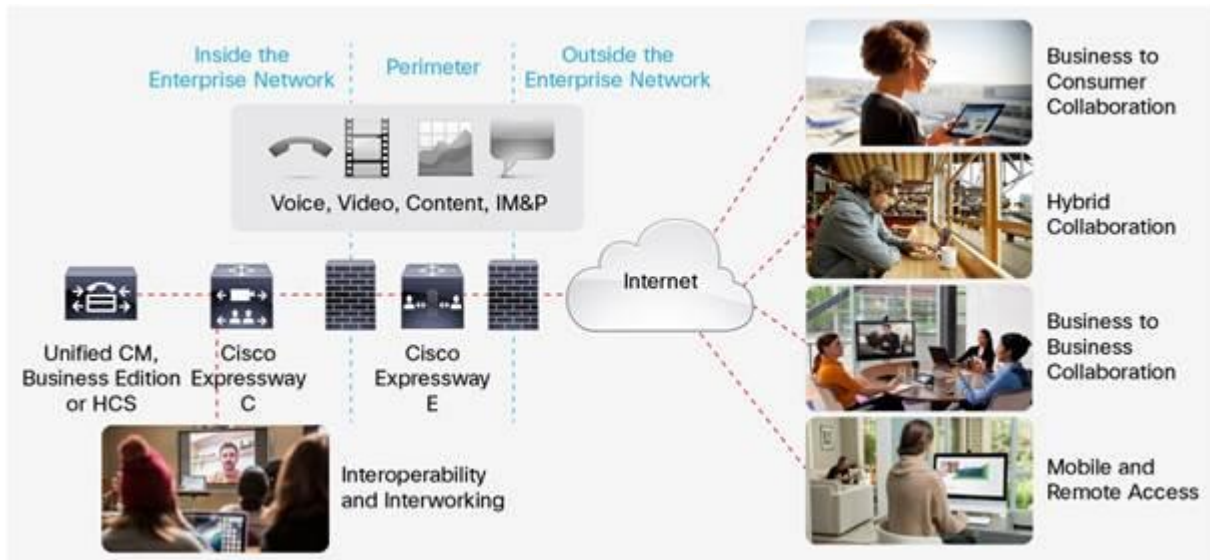 Inside the
Enterprise Network
Perimeter
Outside the
Enterprise Network
Voice, Video, Content, IM&P
Internet
Unified CM,
Business Edition
or HCS
Cisco
Expressway
C
Cisco
Expressway
E
Interoperability
and Interworking
Business to
Consumer
Collaboration
Hybrid
Collaboration
Business to
Business
Collaboration
Mobile and
Remote Access